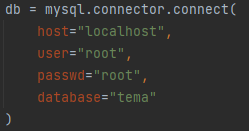 db = mysql.connector.connect(
    host="localhost",
    user="root",
    passwd="root",
    database="tema"
)